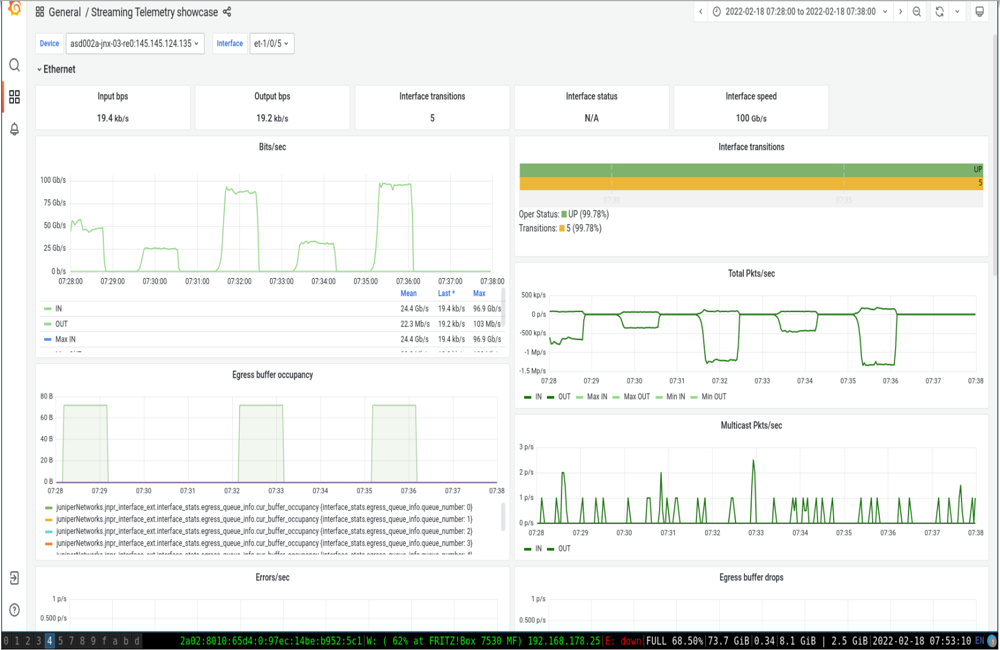 General / Streaming Telemetry showcase
2022-02-18 07:28:00 to 2022-02-18 07:38:00
Device asd002a-jnx-03-re0:145.145.124.135 Interface et-1/0/5
Ethernet
Input bps
19.4 kb/s
Output bps
19.2 kb/s
Interface transitions
5
Interface status
N/A
Interface speed
100 Gb/s
Bits/sec
100 Gb/s
75 Gb/s
50 Gb/s
25 Gb/s
0 b/s
07:28:00 07:29:00 07:30:00 07:31:00 07:32:00 07:33:00 07:34:00 07:35:00 07:36:00 07:37:00 07:38:00
Mean Last * Max
IN 24.4 Gb/s 19.4 kb/s 96.9 Gb/s
OUT 22.3 Mb/s 19.2 kb/s 103 Mb/s
Max IN 24.4 Gb/s 19.4 kb/s 96.9 Gb/s
Interface transitions
UP
5
07:30 07:35
Oper Status: UP (99.78%)
Transitions: 5 (99.78%)
Total Pkts/sec
500 kp/s
0 p/s
-500 kp/s
-1 Mp/s
-1.5 Mp/s
07:28 07:29 07:30 07:31 07:32 07:33 07:34 07:35 07:36 07:37 07:38
IN OUT Max IN Max OUT Min IN Min OUT
Egress buffer occupancy
80 B
60 B
40 B
20 B
0 B
07:28 07:29 07:30 07:31 07:32 07:33 07:34 07:35 07:36 07:37 07:38
juniperNetworks.jnpr_interface_ext.interface_stats.egress_queue_info.cur_buffer_occupancy {interface_stats.egress_queue_info.queue_number: 0}
juniperNetworks.jnpr_interface_ext.interface_stats.egress_queue_info.cur_buffer_occupancy {interface_stats.egress_queue_info.queue_number: 1}
juniperNetworks.jnpr_interface_ext.interface_stats.egress_queue_info.cur_buffer_occupancy {interface_stats.egress_queue_info.queue_number: 2}
juniperNetworks.jnpr_interface_ext.interface_stats.egress_queue_info.cur_buffer_occupancy {interface_stats.egress_queue_info.queue_number: 3}
juniperNetworks.jnpr_interface_ext.interface_stats.egress_queue_info.cur_buffer_occupancy {interface_stats.egress_queue_info.queue_number: 4}
Multicast Pkts/sec
3 p/s
2 p/s
1 p/s
0 p/s
07:28 07:29 07:30 07:31 07:32 07:33 07:34 07:35 07:36 07:37 07:38
IN OUT
Errors/sec
1 p/s
0.500 p/s
Egress buffer drops
1 p/s
0.500 p/s
0 1 2 3 4 5 7 8 9 f a b d
2a02:8010:65d4:0:97ec:14be:b952:5c1|W: ( 62% at FRITZ!Box 7530 MF) 192.168.178.25|E: down|FULL 68.50%|73.7 GiB|0.34|8.1 GiB | 2.5 GiB|2022-02-18 07:53:10 EN